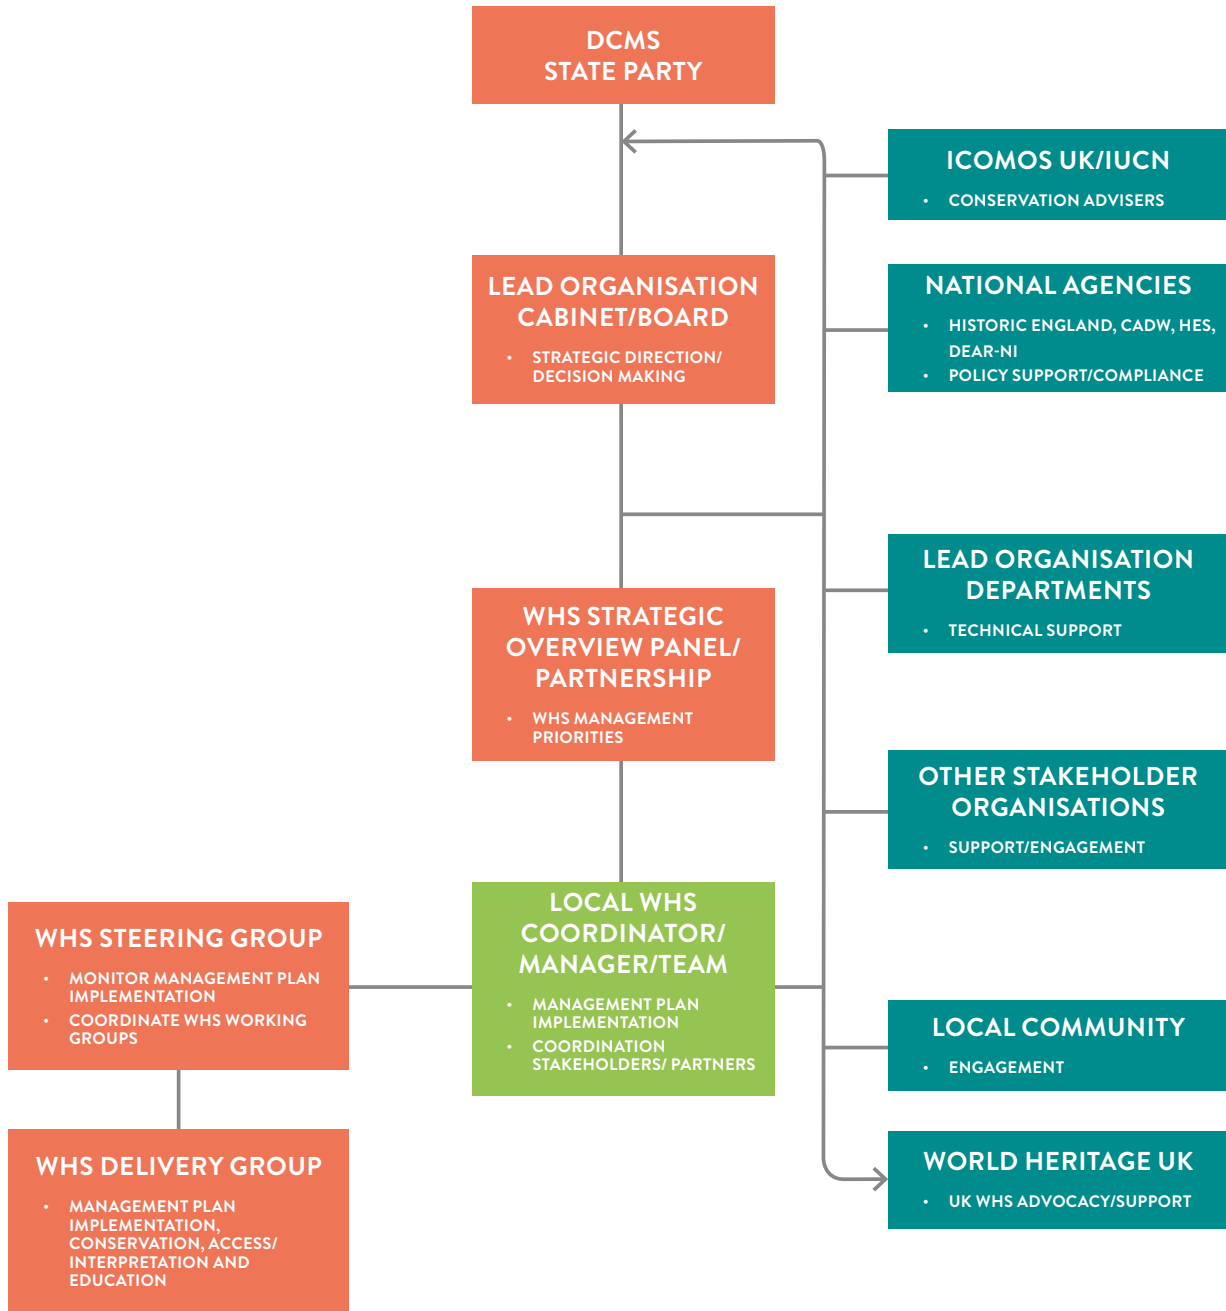 DCMS
STATE PARTY
ICOMOS UK/IUCN
• CONSERVATION ADVISERS
LEAD ORGANISATION
CABINET/BOARD
• STRATEGIC DIRECTION/
DECISION MAKING
NATIONAL AGENCIES
• HISTORIC ENGLAND, CADW, HES,
DEAR-NI
• POLICY SUPPORT/COMPLIANCE
LEAD ORGANISATION
DEPARTMENTS
• TECHNICAL SUPPORT
WHS STRATEGIC
OVERVIEW PANEL/
PARTNERSHIP
• WHS MANAGEMENT
PRIORITIES
OTHER STAKEHOLDER
ORGANISATIONS
• SUPPORT/ENGAGEMENT
WHS STEERING GROUP
• MONITOR MANAGEMENT PLAN
IMPLEMENTATION
• COORDINATE WHS WORKING
GROUPS
LOCAL WHS
COORDINATOR/
MANAGER/TEAM
• MANAGEMENT PLAN
IMPLEMENTATION
• COORDINATION
STAKEHOLDERS/ PARTNERS
LOCAL COMMUNITY
• ENGAGEMENT
WHS DELIVERY GROUP
• MANAGEMENT PLAN
IMPLEMENTATION,
CONSERVATION, ACCESS/
INTERPRETATION AND
EDUCATION
WORLD HERITAGE UK
• UK WHS ADVOCACY/SUPPORT